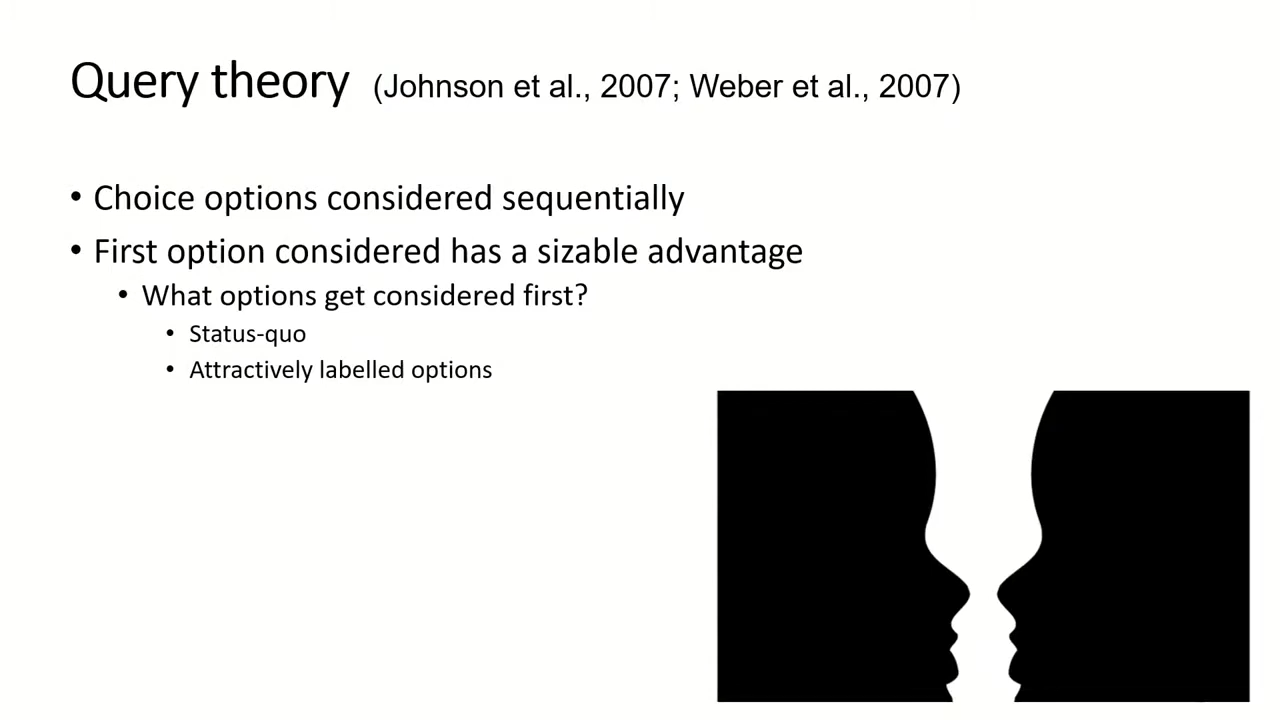 Query theory (Johnson et al., 2007; Weber et al., 2007)
• Choice options considered sequentially
• First option considered has a sizable advantage
• What options get considered first?
• Status-quo
• Attractively labelled options